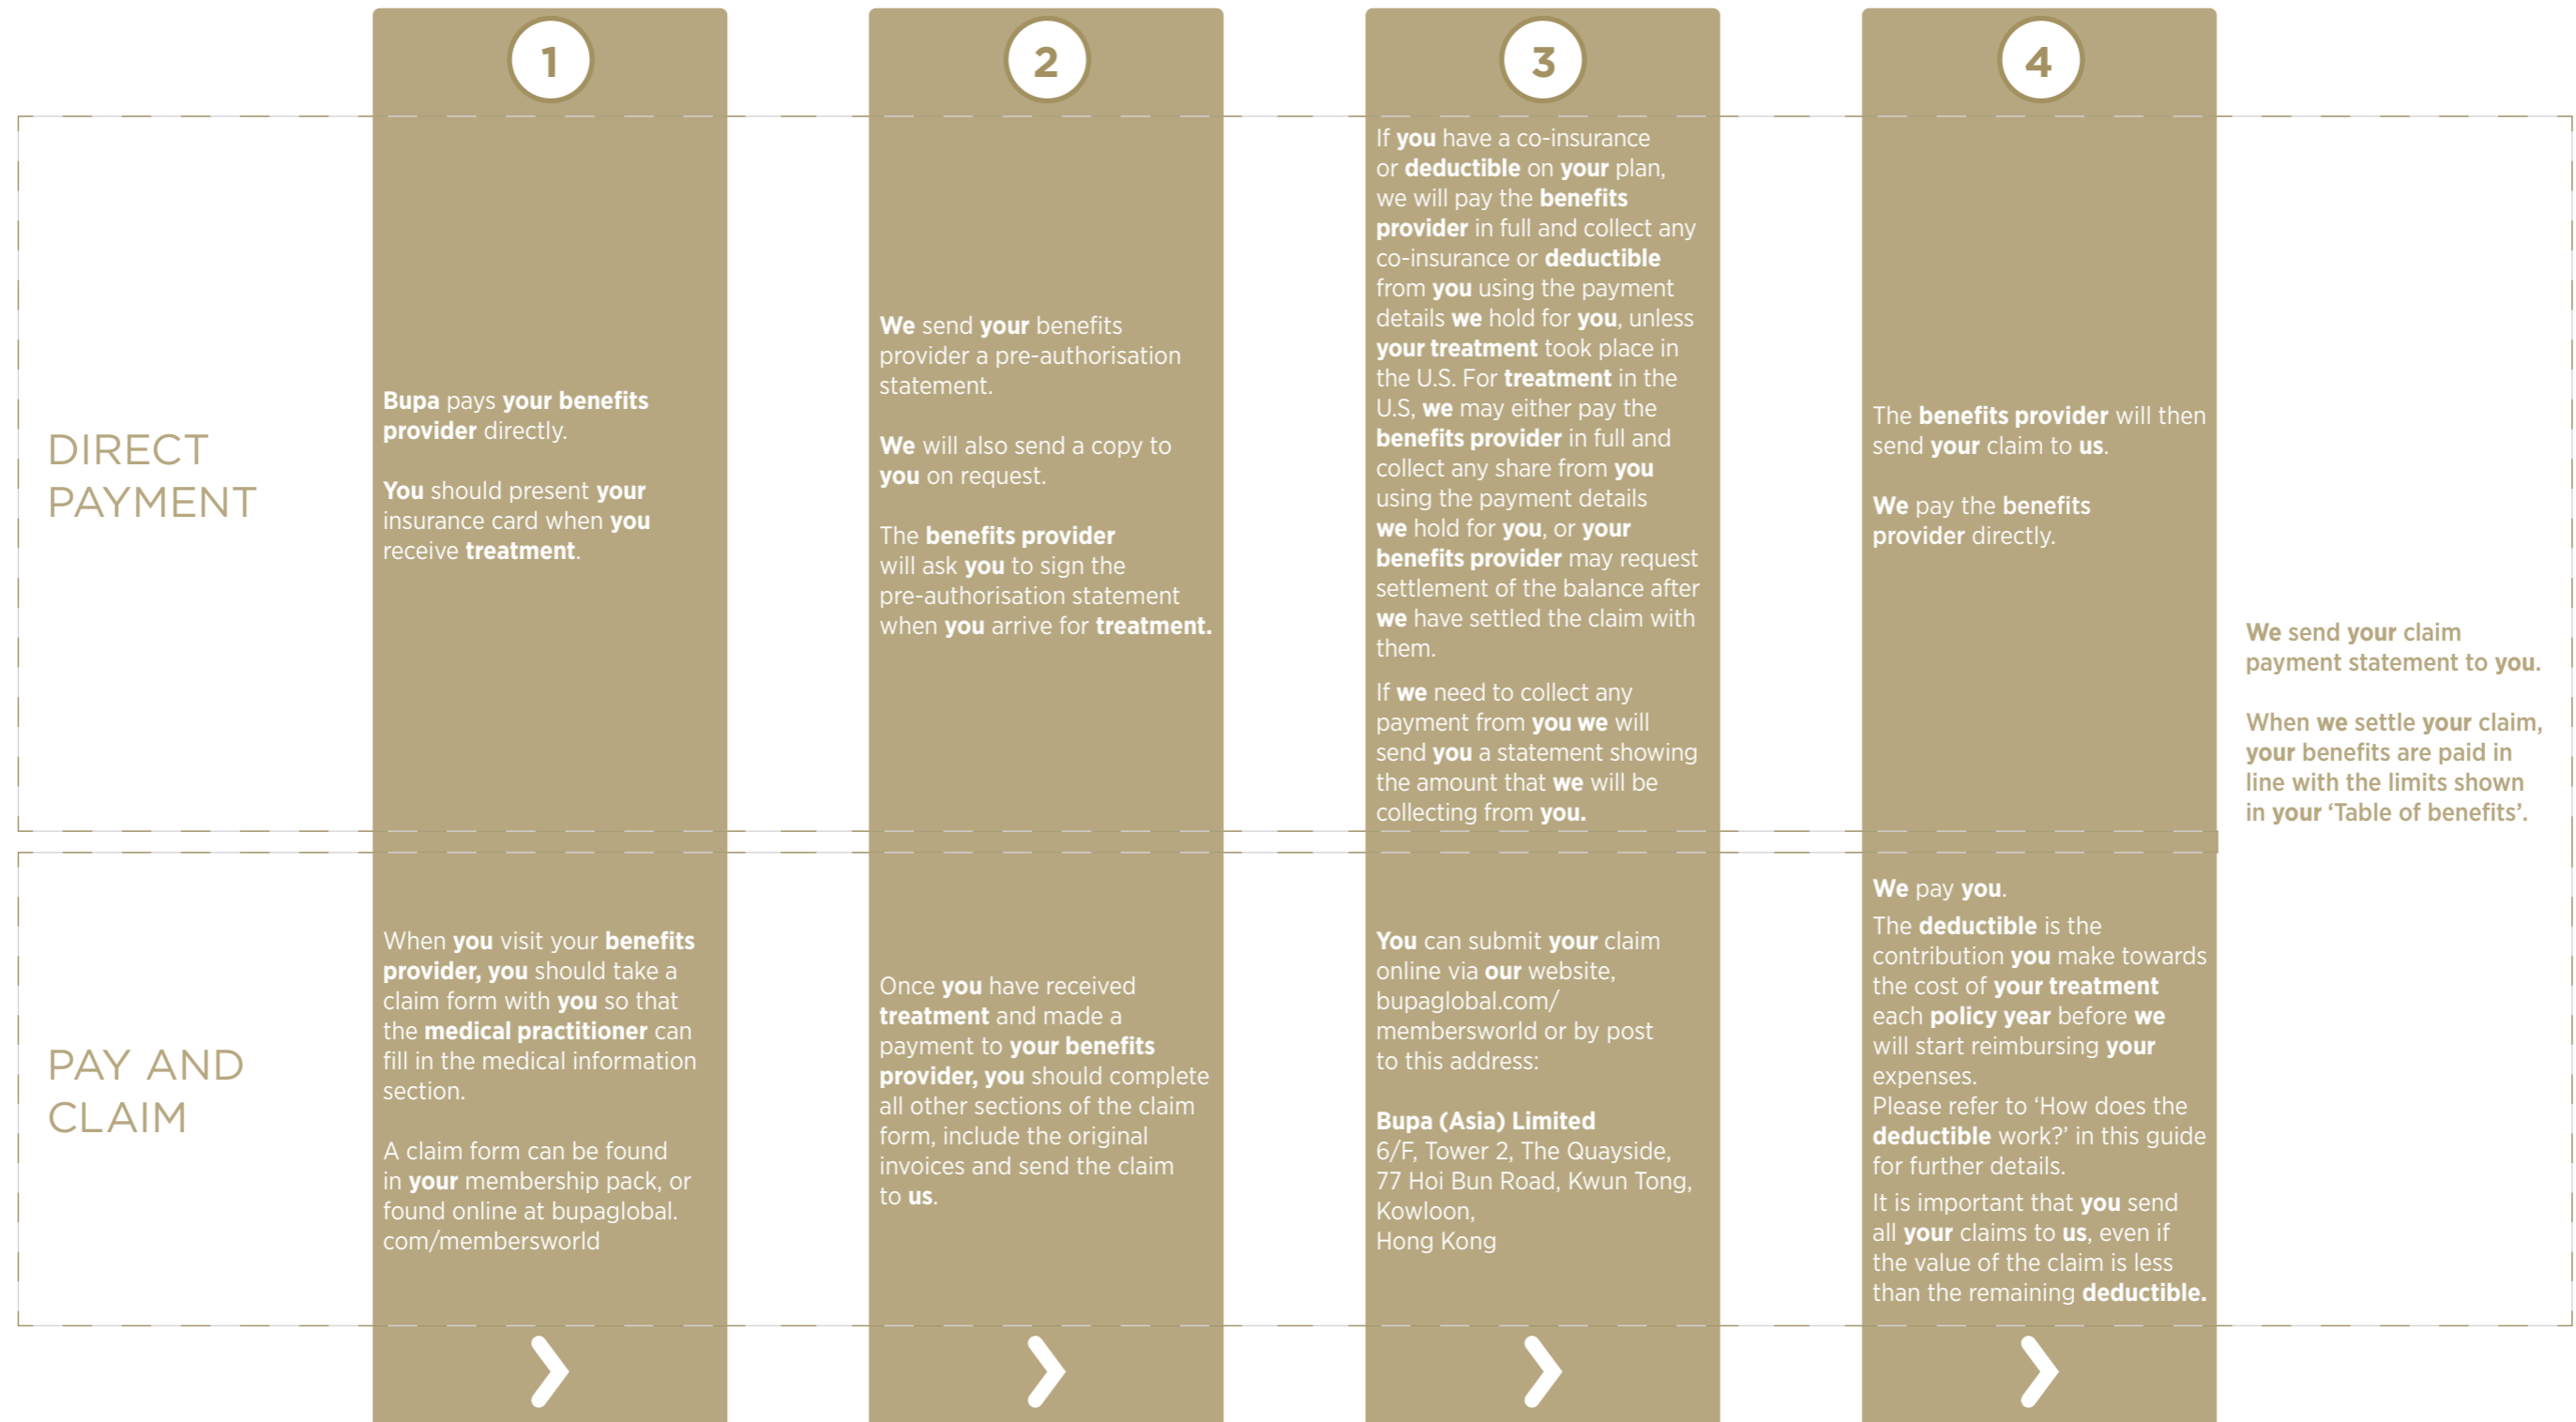 1
2
3
4
DIRECT
PAYMENT
Bupa pays your benefits
provider directly.
You should present your
insurance card when you
receive treatment.
We send your benefits
provider a pre-authorisation
statement.
We will also send a copy to
you on request.
The benefits provider
will ask you to sign the
pre-authorisation statement
when you arrive for treatment.
If you have a co-insurance
or deductible on your plan,
we will pay the benefits
provider in full and collect any
co-insurance or deductible
from you using the payment
details we hold for you, unless
your treatment took place in
the U.S. For treatment in the
U.S, we may either pay the
benefits provider in full and
collect any share from you
using the payment details
we hold for you, or your
benefits provider may request
settlement of the balance after
we have settled the claim with
them.
If we need to collect any
payment from you we will
send you a statement showing
the amount that we will be
collecting from you.
The benefits provider will then
send your claim to us.
We pay the benefits
provider directly.
PAY AND
CLAIM
When you visit your benefits
provider, you should take a
claim form with you so that
the medical practitioner can
fill in the medical information
section.
A claim form can be found
in your membership pack, or
found online at bupaglobal.
com/membersworld
Once you have received
treatment and made a
payment to your benefits
provider, you should complete
all other sections of the claim
form, include the original
invoices and send the claim
to us.
You can submit your claim
online via our website,
bupaglobal.com/
membersworld or by post
to this address:
Bupa (Asia) Limited
6/F, Tower 2, The Quayside,
77 Hoi Bun Road, Kwun Tong,
Kowloon,
Hong Kong
We pay you.
The deductible is the
contribution you make towards
the cost of your treatment
each policy year before we
will start reimbursing your
expenses.
Please refer to ‘How does the
deductible work?’ in this guide
for further details.
It is important that you send
all your claims to us, even if
the value of the claim is less
than the remaining deductible.
We send your claim
payment statement to you.
When we settle your claim,
your benefits are paid in
line with the limits shown
in your ‘Table of benefits’.